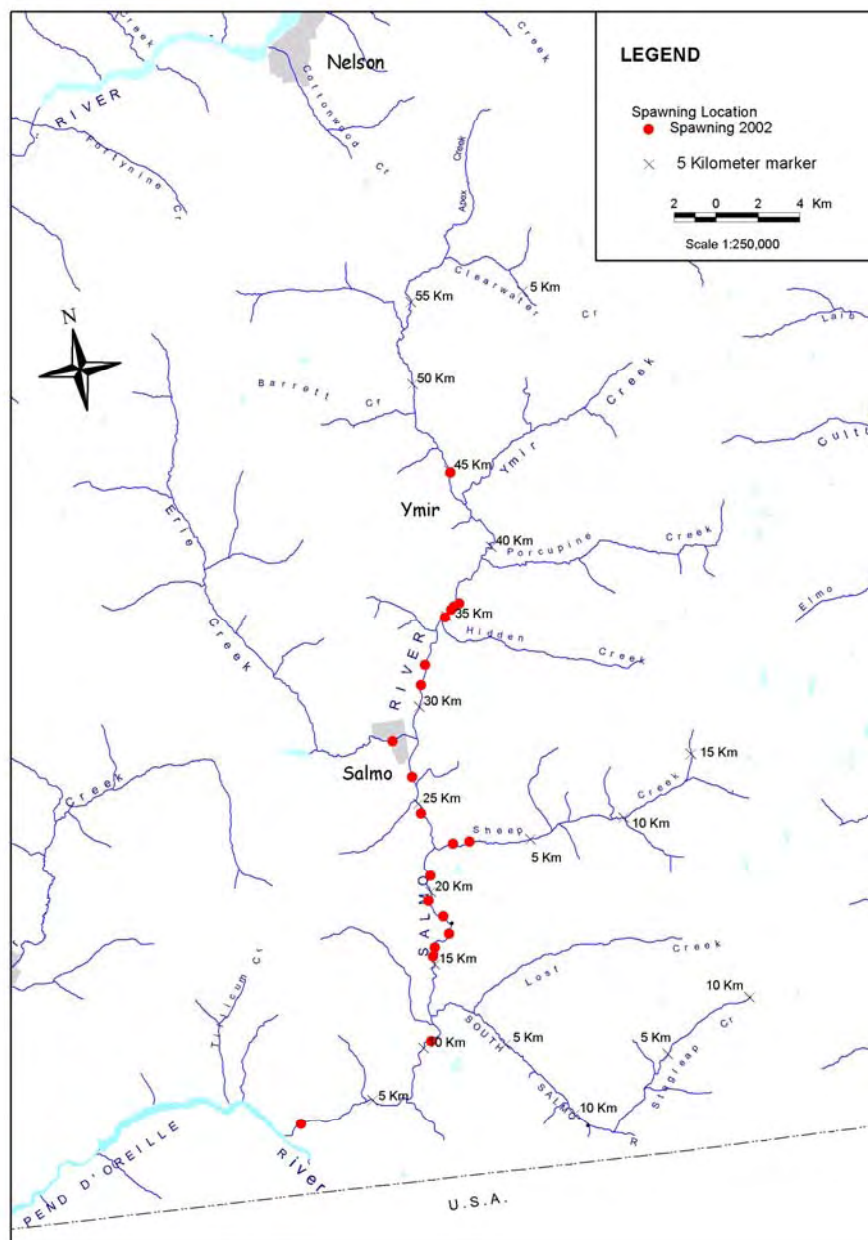 Creek
Nelson
Cottonwood Cr
Creek
RIVER
Fortynine Cr
LEGEND
Spawning Location
Spawning 2002
5 Kilometer marker
2 0 2 4 Km
Scale 1:250,000
Apex Creek
Clearwater Cr
5 Km
55 Km
Laib
N
Barrett Cr
50 Km
Ymir Creek
45 Km
Ymir
40 Km
Porcupine Creek
Erie Creek
35 Km
Hidden Creek
Elmo
RIVER
30 Km
Salmo
25 Km
Creek
Sheep Creek
5 Km
10 Km
15 Km
SALMO
20 Km
15 Km
Lost Creek
10 Km
SOUTH SALMO R
5 Km
10 Km
5 Km
10 Km
Stagleap Cr
5 Km
PEND D'OREILLE River
U.S.A.